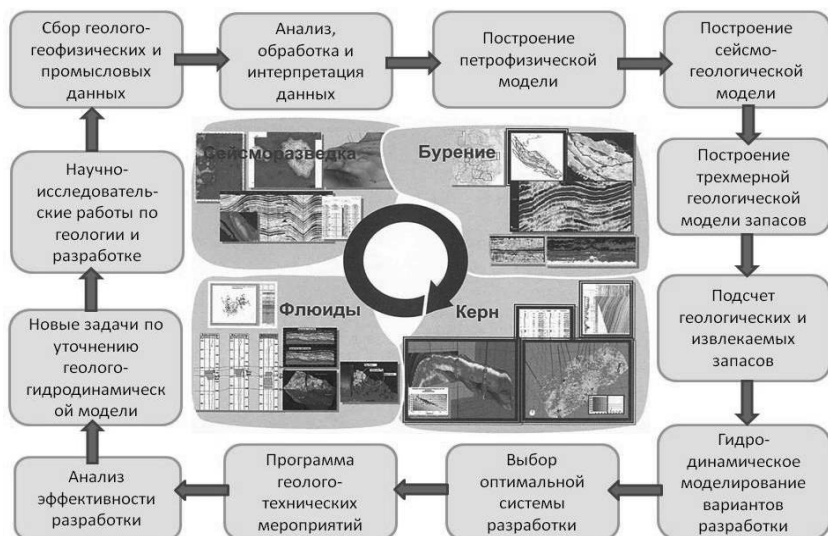 Сбор геолого-
геофизических и
промысловых
данных
Анализ,
обработка и
интерпретация
данных
Построение
петрофизической
модели
Построение
сейсмо-
геологической
модели
Построение
трехмерной
геологической
модели запасов
Подсчет
геологических и
извлекаемых
запасов
Гидро-
динамическое
моделирование
вариантов
разработки
Выбор
оптимальной
системы
разработки
Программа
геолого-
технических
мероприятий
Анализ
эффективности
разработки
Новые задачи по
уточнению
геолого-
гидродинамическ
ой модели
Научно-
исследователь-
ские работы по
геологии и
разработке
Сейсморазведка
Бурение
Флюиды
Керн